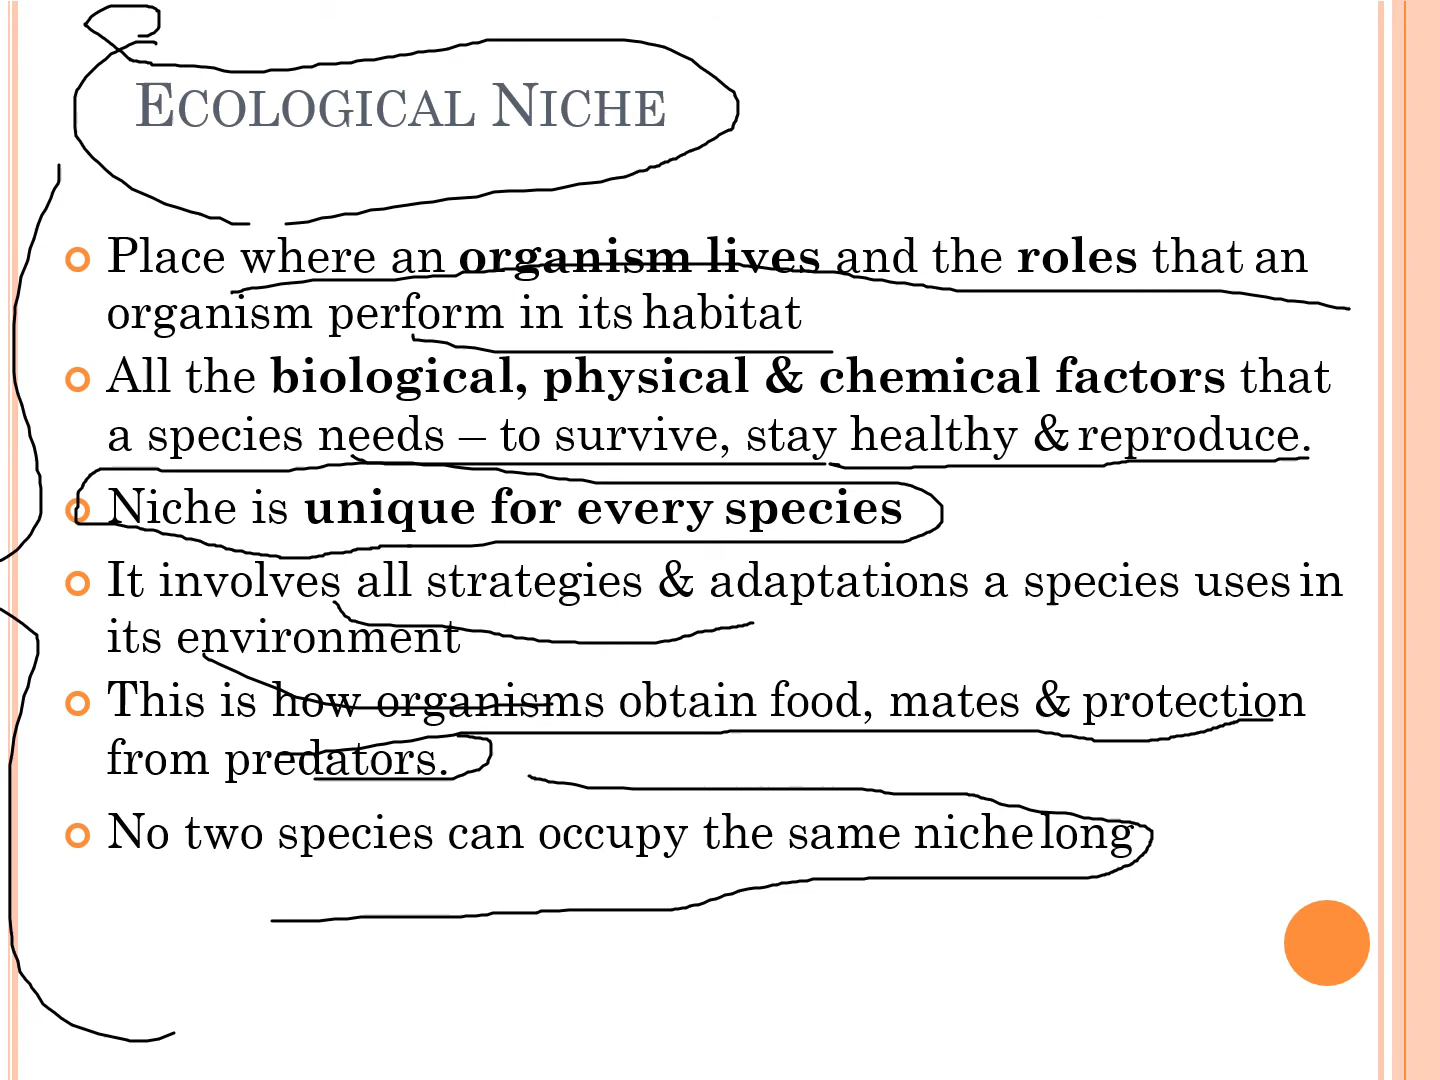 ECOLOGICAL NICHE
Place where an organism lives and the roles that an
organism perform in its habitat
All the biological, physical & chemical factors that
a species needs – to survive, stay healthy & reproduce.
Niche is unique for every species
It involves all strategies & adaptations a species uses in
its environment
This is how organisms obtain food, mates & protection
from predators.
No two species can occupy the same niche long